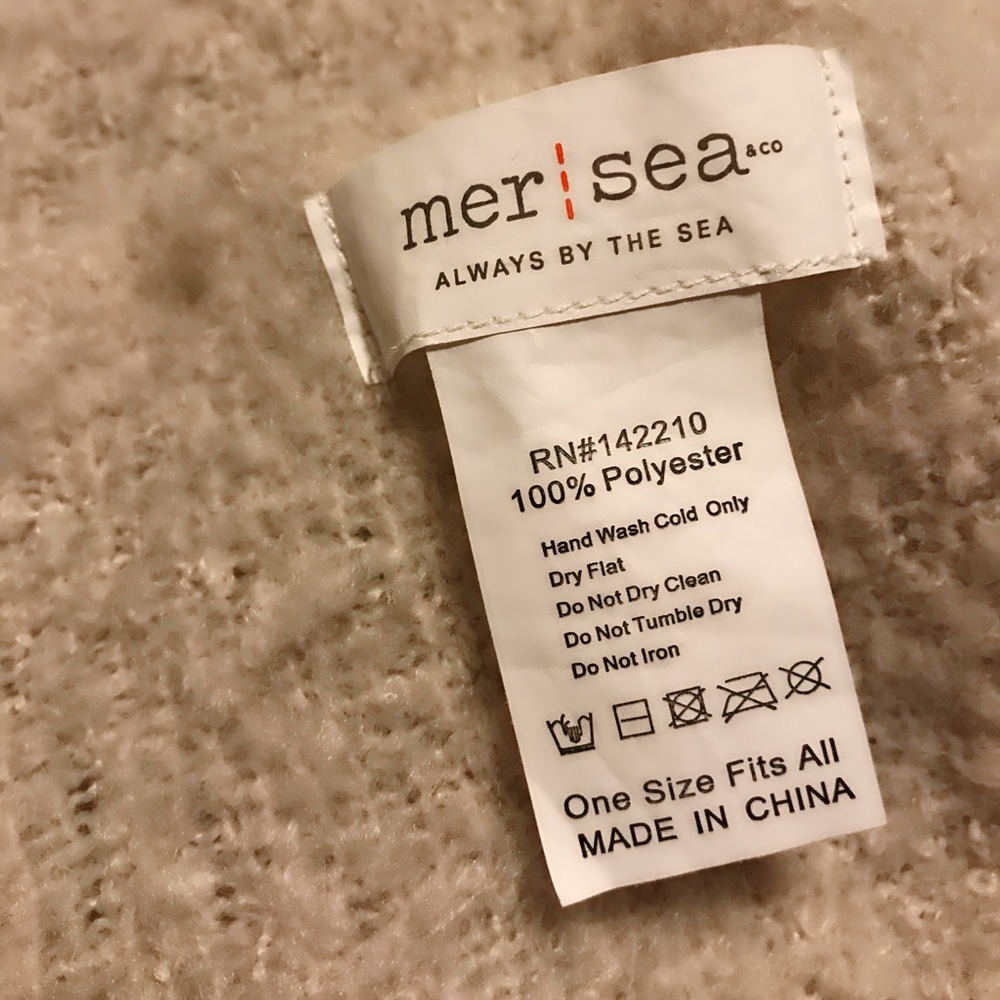 mer sea & co
ALWAYS BY THE SEA
RN#142210
100% Polyester
Hand Wash Cold Only
Dry Flat
Do Not Dry Clean
Do Not Tumble Dry
Do Not Iron
One Size Fits All
MADE IN CHINA